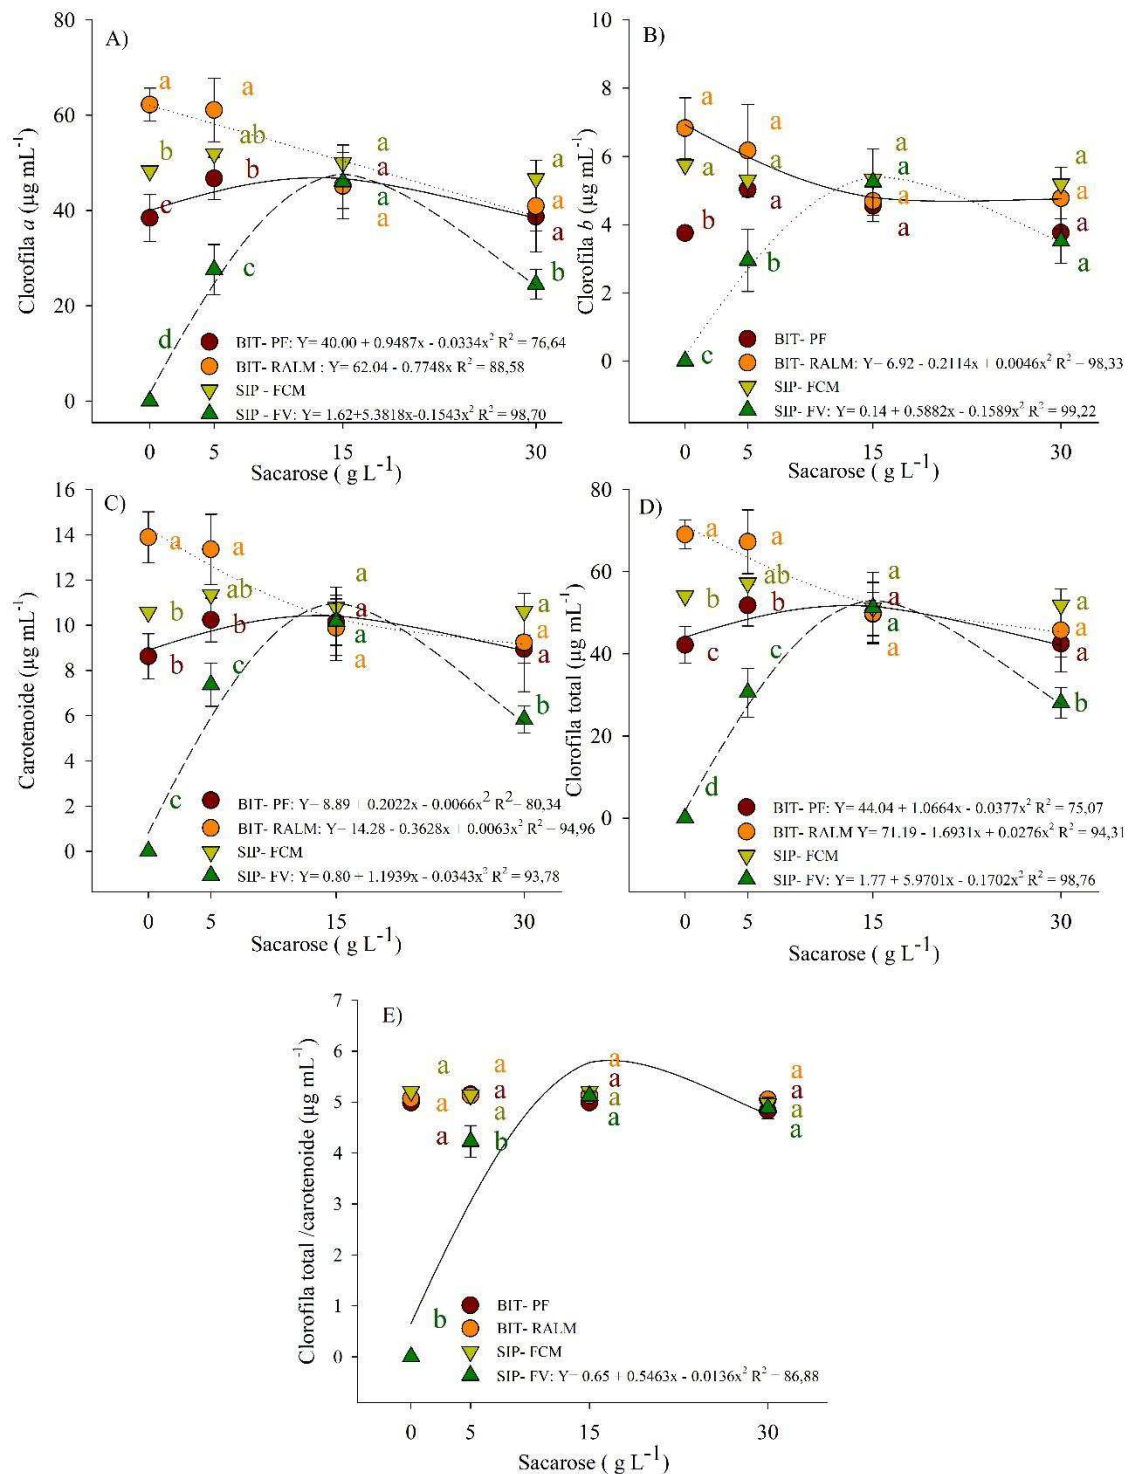 A)
80
60
40
20
0
Clorofila a (µg mL-1)
a
a
b
ab
c
b
a
a
a
a
a
a
a
c
b
d
BIT- PF: Y= 40.00 + 0.9487x - 0.0334x2 R2 = 76,64
BIT- RALM : Y= 62.04 - 0.7748x R2 = 88,58
SIP - FCM
SIP - FV: Y= 1.62+5.3818x-0.1543x2 R2 = 98,70
0 5 15 30
Sacarose ( g L-1)
B)
8
6
4
2
0
Clorofila b (µg mL-1)
a
a
a
a
a
a
a
a
b
a
a
a
a
b
a
c
BIT- PF
BIT- RALM: Y= 6.92 - 0.2114x + 0.0046x2 = 98,33
SIP- FCM
SIP- FV: Y= 0.14 + 0.5882x - 0.1589x2 = 99,22
0 5 15 30
Sacarose ( g L-1)
C)
16
14
12
10
8
6
4
2
0
Carotenoide (µg mL-1)
a
a
b
ab
a
a
b
b
a
a
a
a
a
c
b
c
BIT- PF: Y= 8.89 + 0.2022x - 0.0066x2 R2= 80,34
BIT- RALM: Y= 14.28 - 0.3628x + 0.0063x2 = 94,96
SIP- FCM
SIP- FV: Y= 0.80 + 1.1939x - 0.0343x2 R2 = 93,78
0 5 15 30
Sacarose ( g L-1)
D)
80
60
40
20
0
Clorofila total (µg mL-1)
a
a
b
ab
a
a
c
b
a
a
a
a
a
c
b
d
BIT- PF: Y= 44.04 + 1.0664x - 0.0377x2 R2 = 75,07
BIT- RALM Y= 71.19 - 1.6931x + 0.0276x2 R2 = 94,31
SIP- FCM
SIP- FV: Y= 1.77 + 5.9701x - 0.1702x2 R2 = 98,76
0 5 15 30
Sacarose ( g L-1)
E)
7
6
5
4
3
2
1
0
Clorofila total /carotenoide (µg mL-1)
a
a
a
a
a
a
a
a
a
a
a
a
a
a
b
a
a
b
BIT- PF
BIT- RALM
SIP- FCM
SIP- FV: Y= 0.65 + 0.5463x - 0.0136x2 R2 = 86,88
0 5 15 30
Sacarose ( g L-1)